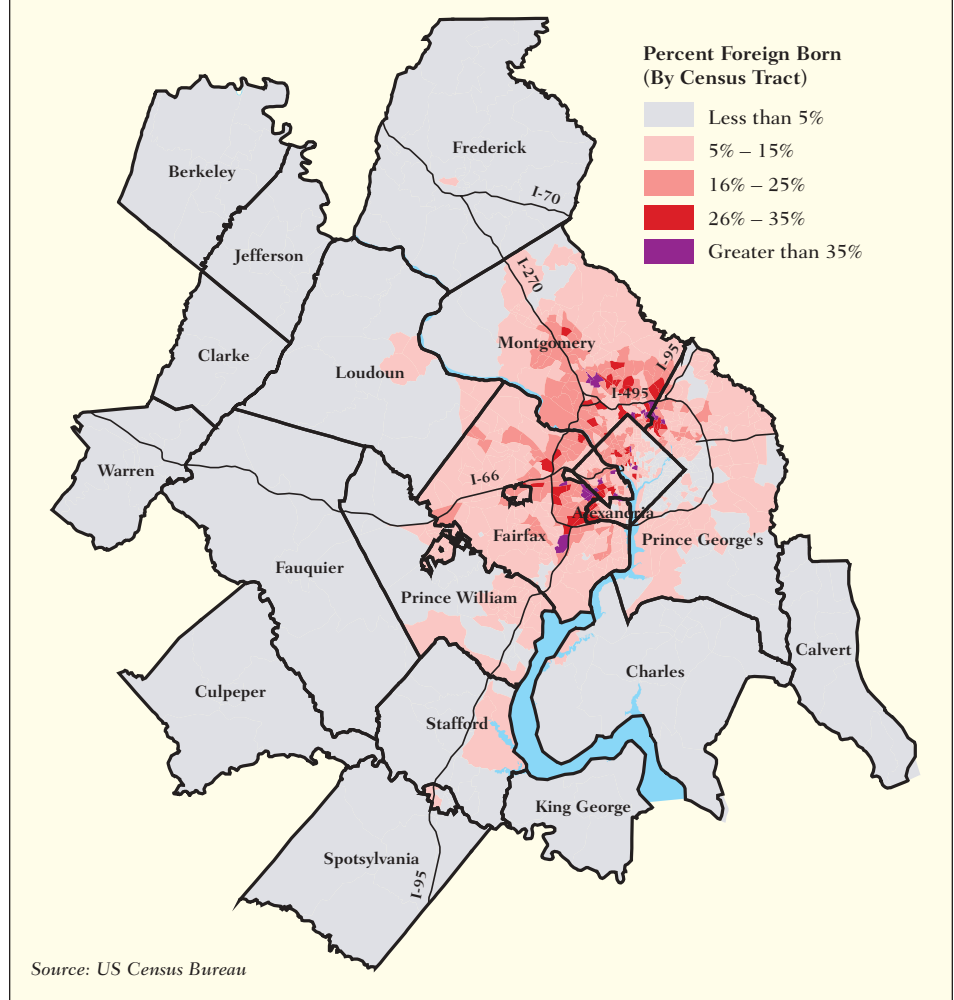 Percent Foreign Born
(By Census Tract)
Less than 5%
5% – 15%
16% – 25%
26% – 35%
Greater than 35%
Frederick
Berkeley
I-70
Jefferson
I-270
Montgomery
Clarke
I-95
Loudoun
I-495
Warren
I-66
Alexandria
Fairfax
Prince George's
Fauquier
Prince William
Calvert
Charles
Culpeper
Stafford
King George
Spotsylvania
I-95
Source: US Census Bureau